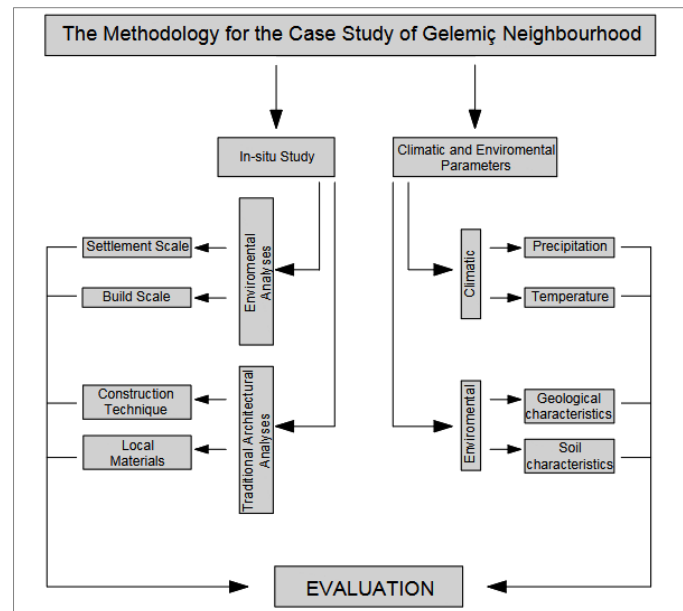 The Methodology for the Case Study of Gelemiç Neighbourhood
In-situ Study
Climatic and Enviromental
Parameters
Settlement Scale
Build Scale
Enviromental
Analyses
Construction
Technique
Local
Materials
Traditional Architectural
Analyses
Climatic
Precipitation
Temperature
Enviromental
Geological
characteristics
Soil
characteristics
EVALUATION